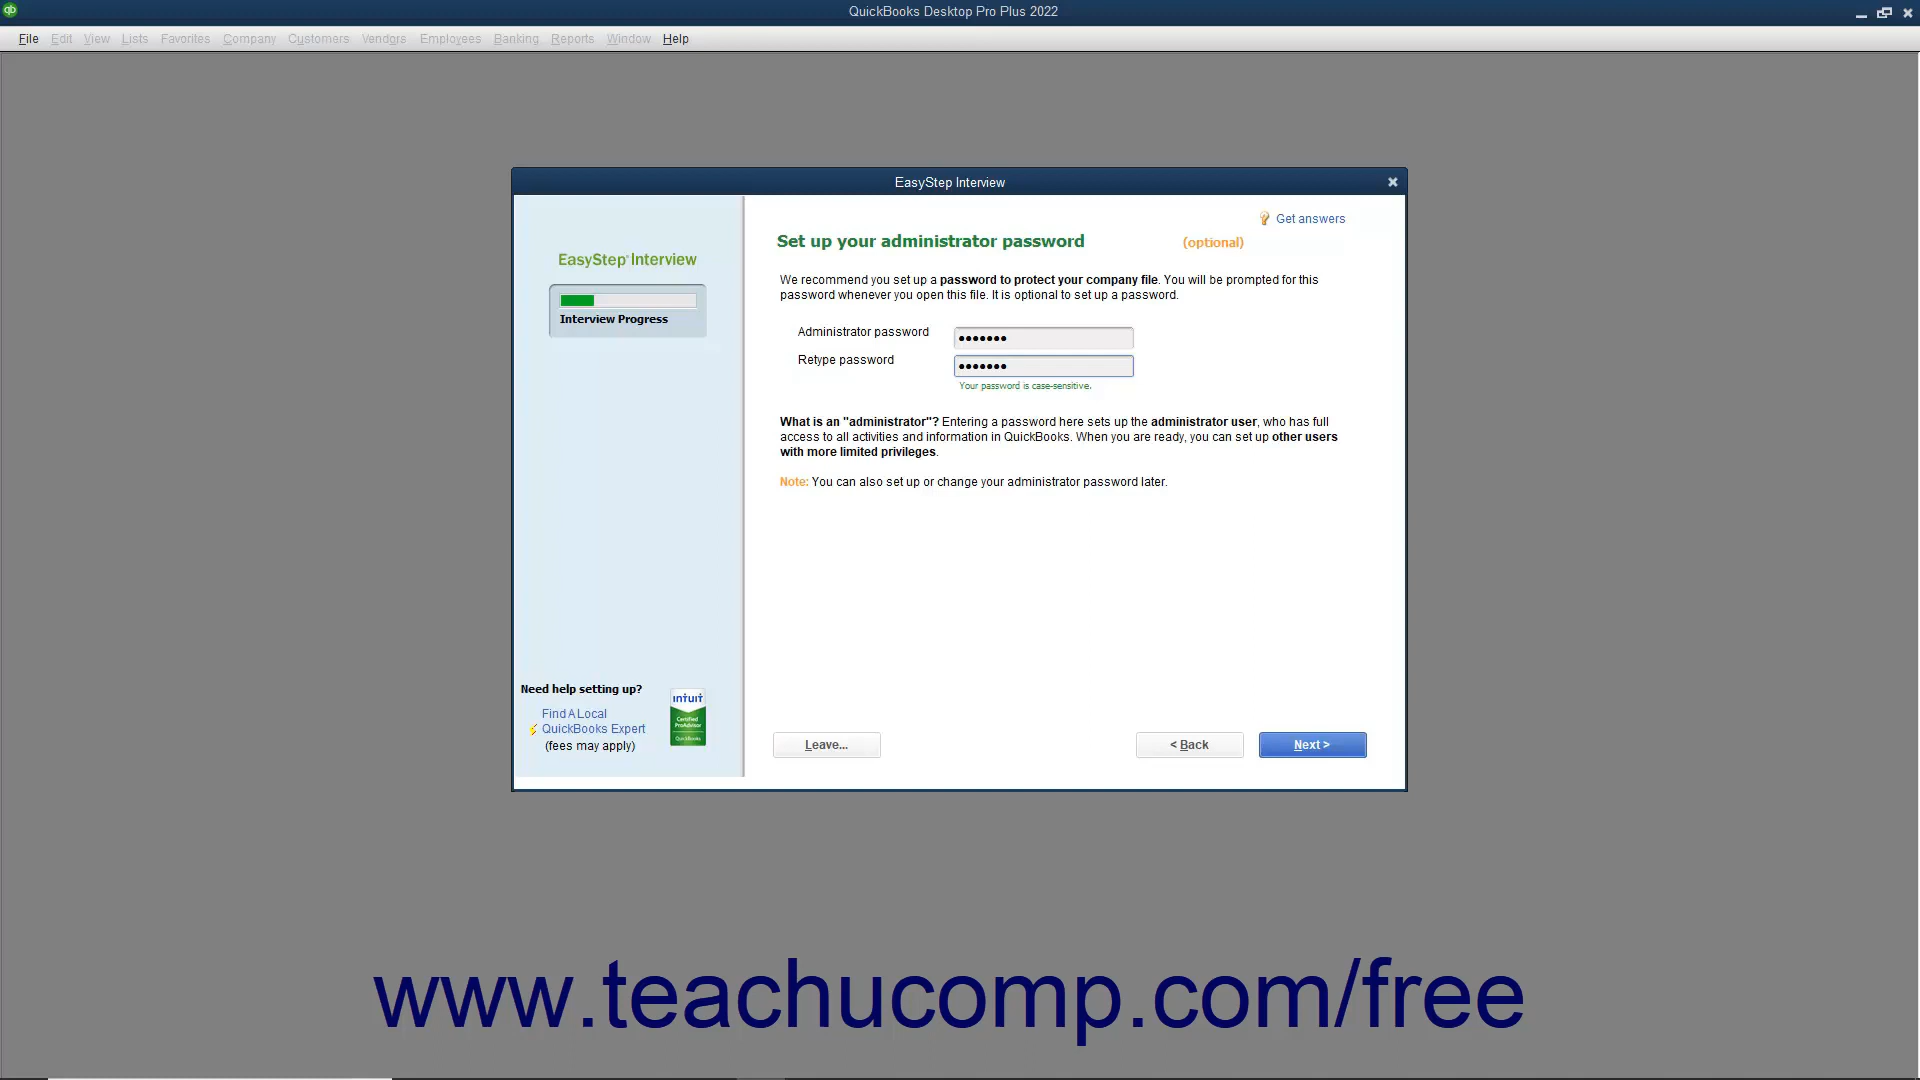 QuickBooks Desktop Pro Plus 2022
File Edit View Lists Favorites Company Customers Vendors Employees Banking Reports Window Help
EasyStep Interview
Get answers
Set up your administrator password (optional)
EasyStep Interview
Interview Progress
We recommend you set up a password to protect your company file. You will be prompted for this
password whenever you open this file. It is optional to set up a password.
Administrator password
Retype password
Your password is case-sensitive.
What is an "administrator"? Entering a password here sets up the administrator user, who has full
access to all activities and information in QuickBooks. When you are ready, you can set up other users
with more limited privileges.
Note: You can also set up or change your administrator password later.
Need help setting up?
Find A Local
QuickBooks Expert
(fees may apply)
intuit
Certified
ProAdvisor
QuickBooks
Leave...
< Back
Next >
www.teachucomp.com/free